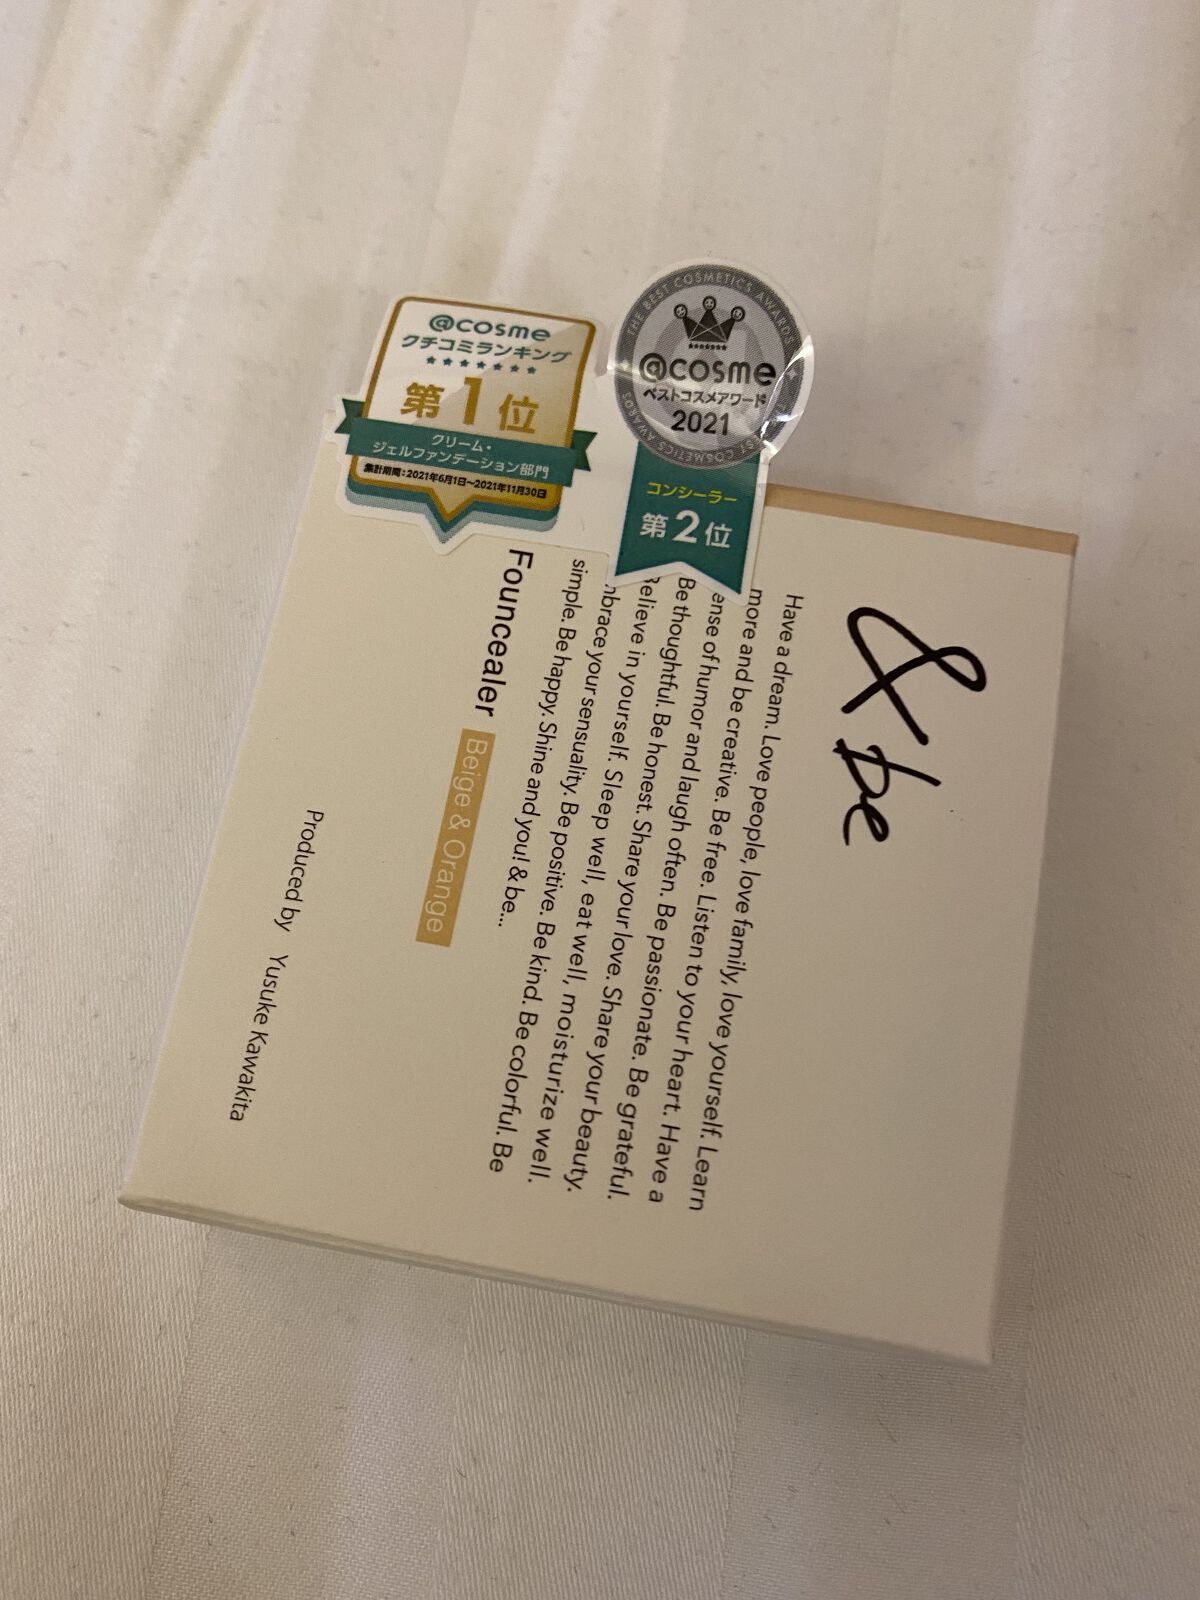 @cosme
クチコミランキング
第1位
クリーム・
ジェルファンデーション部門
集計期間：2021年6月1日〜2021年11月30日
THE BEST COSMETICS AWARDS
@cosme
ベストコスメアワード
2021
BEST COSMETICS AWARDS
コンシーラー
第2位
& be
Have a dream. Love people, love family, love yourself. Learn
more and be creative. Be free. Listen to your heart. Have a
ense of humor and laugh often. Be passionate. Be grateful.
Be thoughtful. Be honest. Share your love. Share your beauty.
Believe in yourself. Sleep well, eat well, moisturize well.
mbrace your sensuality. Be positive. Be kind. Be colorful. Be
simple. Be happy. Shine and you! & be...
Founcealer Beige & Orange
Produced by Yusuke Kawakita